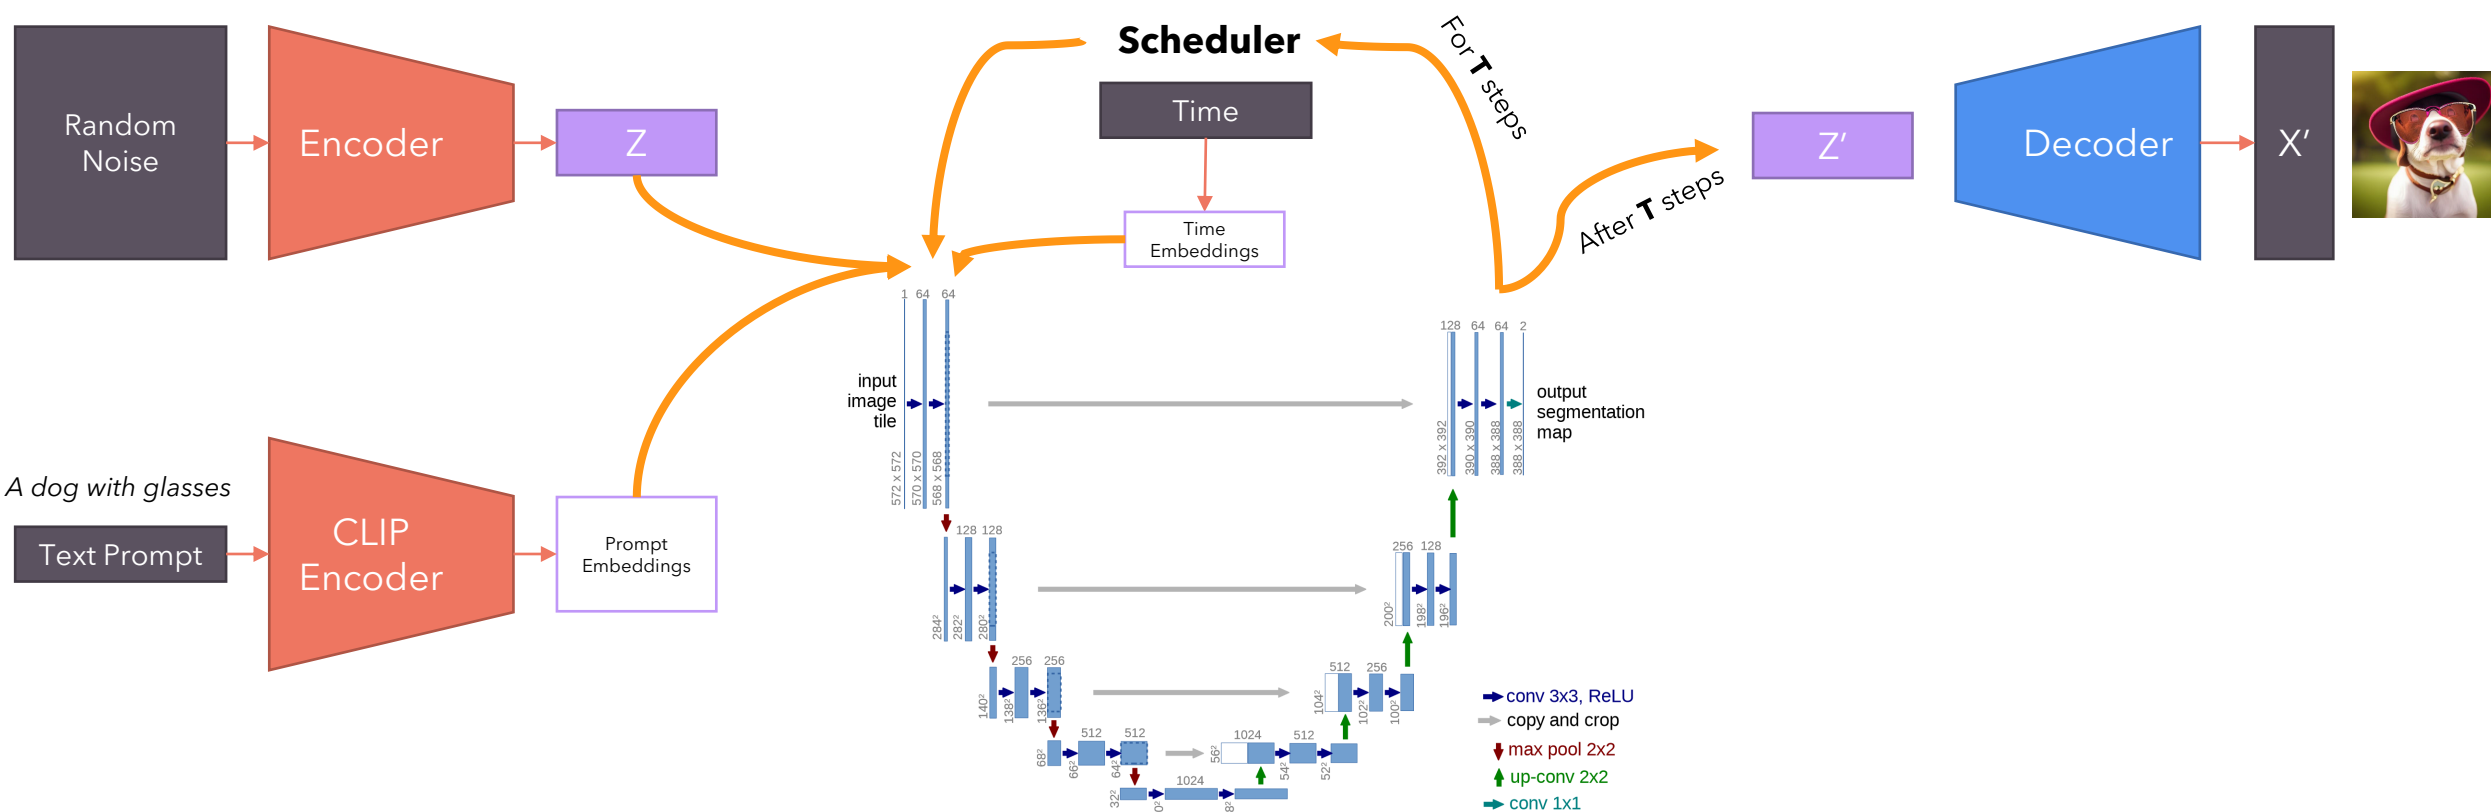 Random
Noise
Encoder
Z
Scheduler
Time
Time
Embeddings
For T steps
After T steps
Z'
Decoder
X'
A dog with glasses
Text Prompt
CLIP
Encoder
Prompt
Embeddings
1 64 64
input
image
tile
572 x 572
570 x 570
568 x 568
128 128
284²
282²
280²
256 256
140²
138²
136²
512 512
68²
66²
64²
1024
32²
128 64 64 2
output
segmentation
map
392 x 392
390 x 390
388 x 388
388 x 388
256 128
200²
198²
196²
512 256
104²
102²
100²
1024 512
56²
54²
52²
conv 3x3, ReLU
copy and crop
max pool 2x2
up-conv 2x2
conv 1x1